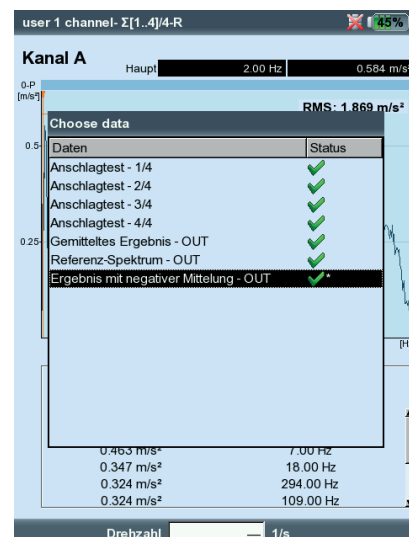 user 1 channel- Σ[1..4]/4-R 45%
Kanal A
Haupt 2.00 Hz 0.584 m/s²
0-P
[m/s²]
RMS: 1.869 m/s²
Choose data
0.5
Daten Status
Anschlagtest - 1/4
Anschlagtest - 2/4
Anschlagtest - 3/4
Anschlagtest - 4/4
0.25
Gemitteltes Ergebnis - OUT
Referenz-Spektrum - OUT
Ergebnis mit negativer Mittelung - OUT *
[H
0.463 m/s² 7.00 Hz
0.347 m/s² 18.00 Hz
0.324 m/s² 294.00 Hz
0.324 m/s² 109.00 Hz
Drehzahl — 1/s